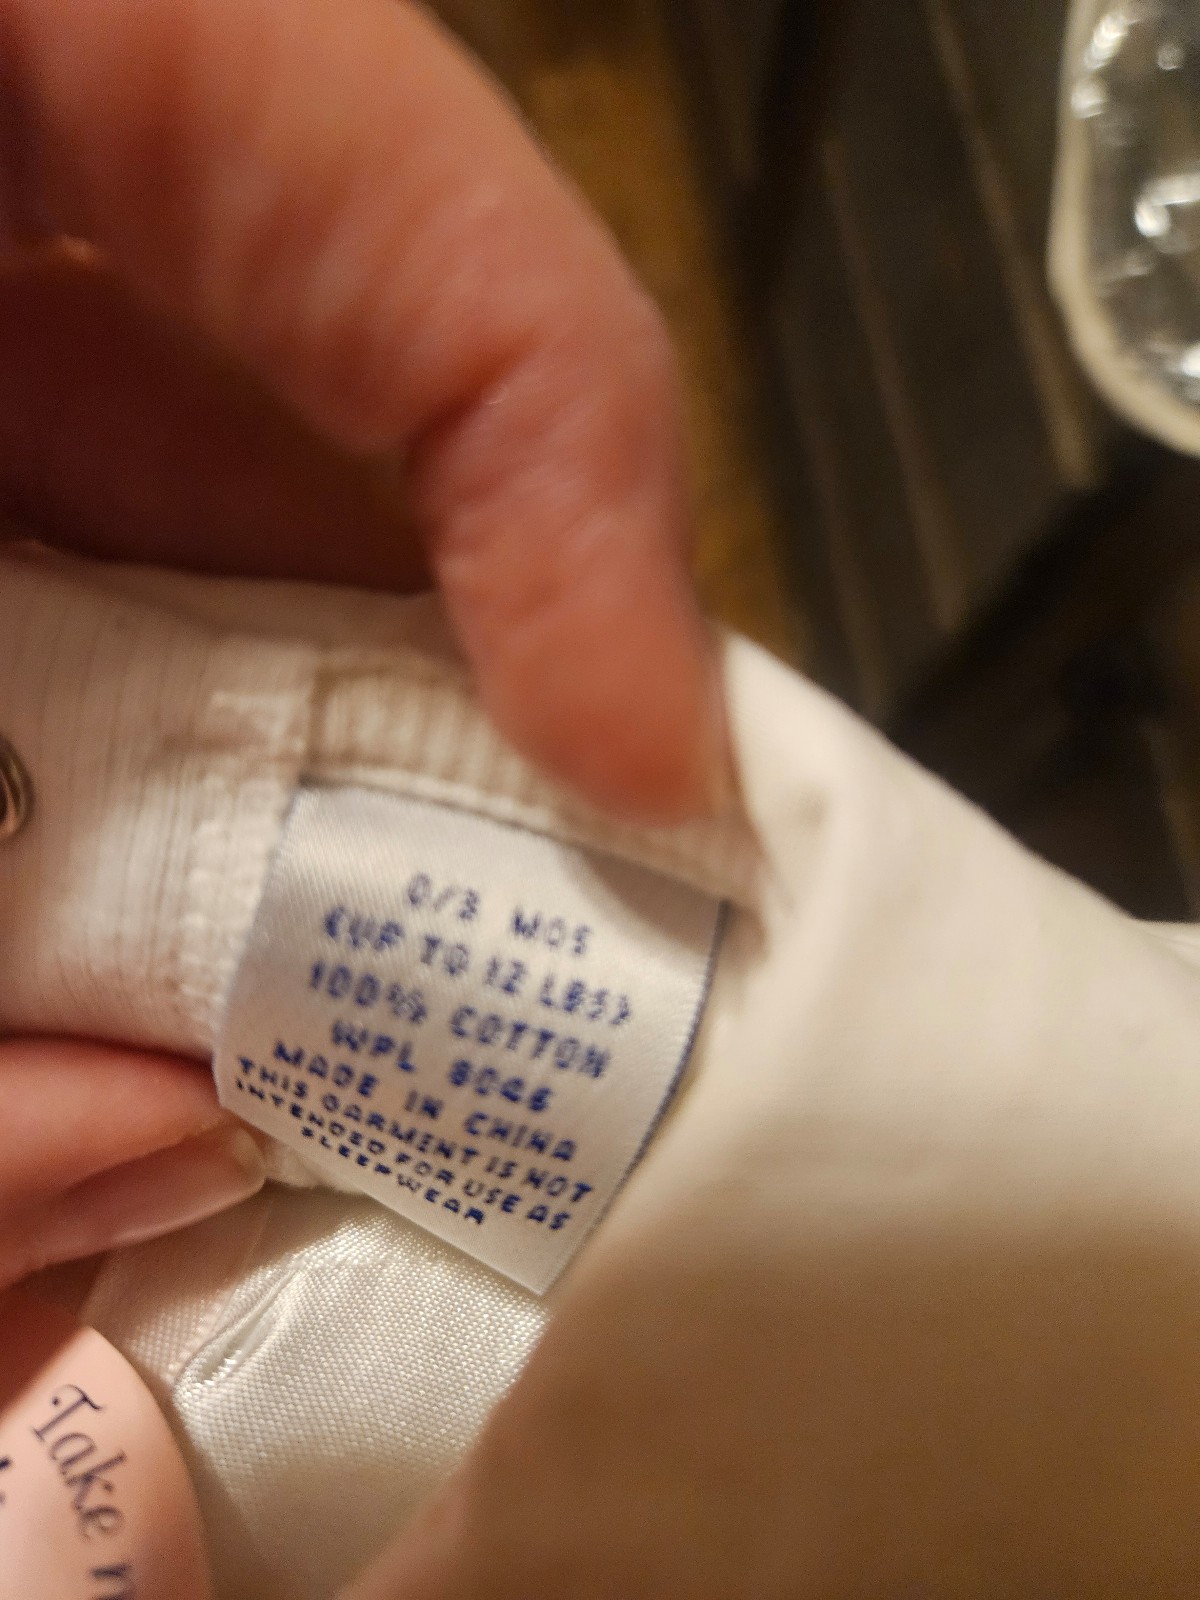 0/3 MOS
(UP TO 12 LBS)
100% COTTON
WPL 8046
MADE IN CHINA
THIS GARMENT IS NOT
INTENDED FOR USE AS
SLEEPWEAR
Take